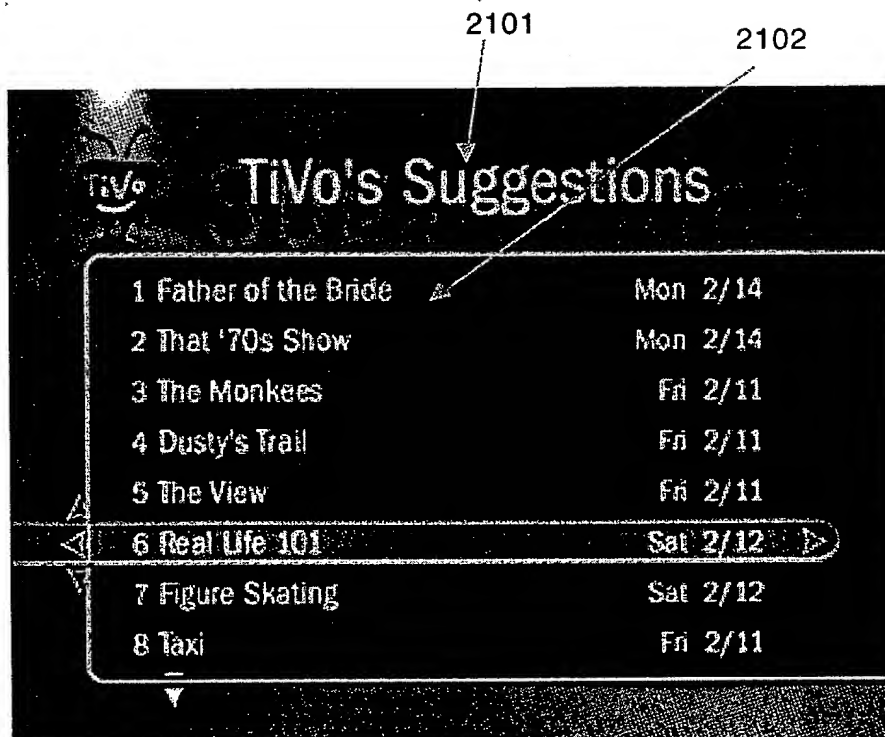 2101
2102
TiVo
TiVo's Suggestions
1 Father of the Bride Mon 2/14
2 That '70s Show Mon 2/14
3 The Monkees Fri 2/11
4 Dusty's Trail Fri 2/11
5 The View Fri 2/11
6 Real Life 101 Sat 2/12
7 Figure Skating Sat 2/12
8 Taxi Fri 2/11